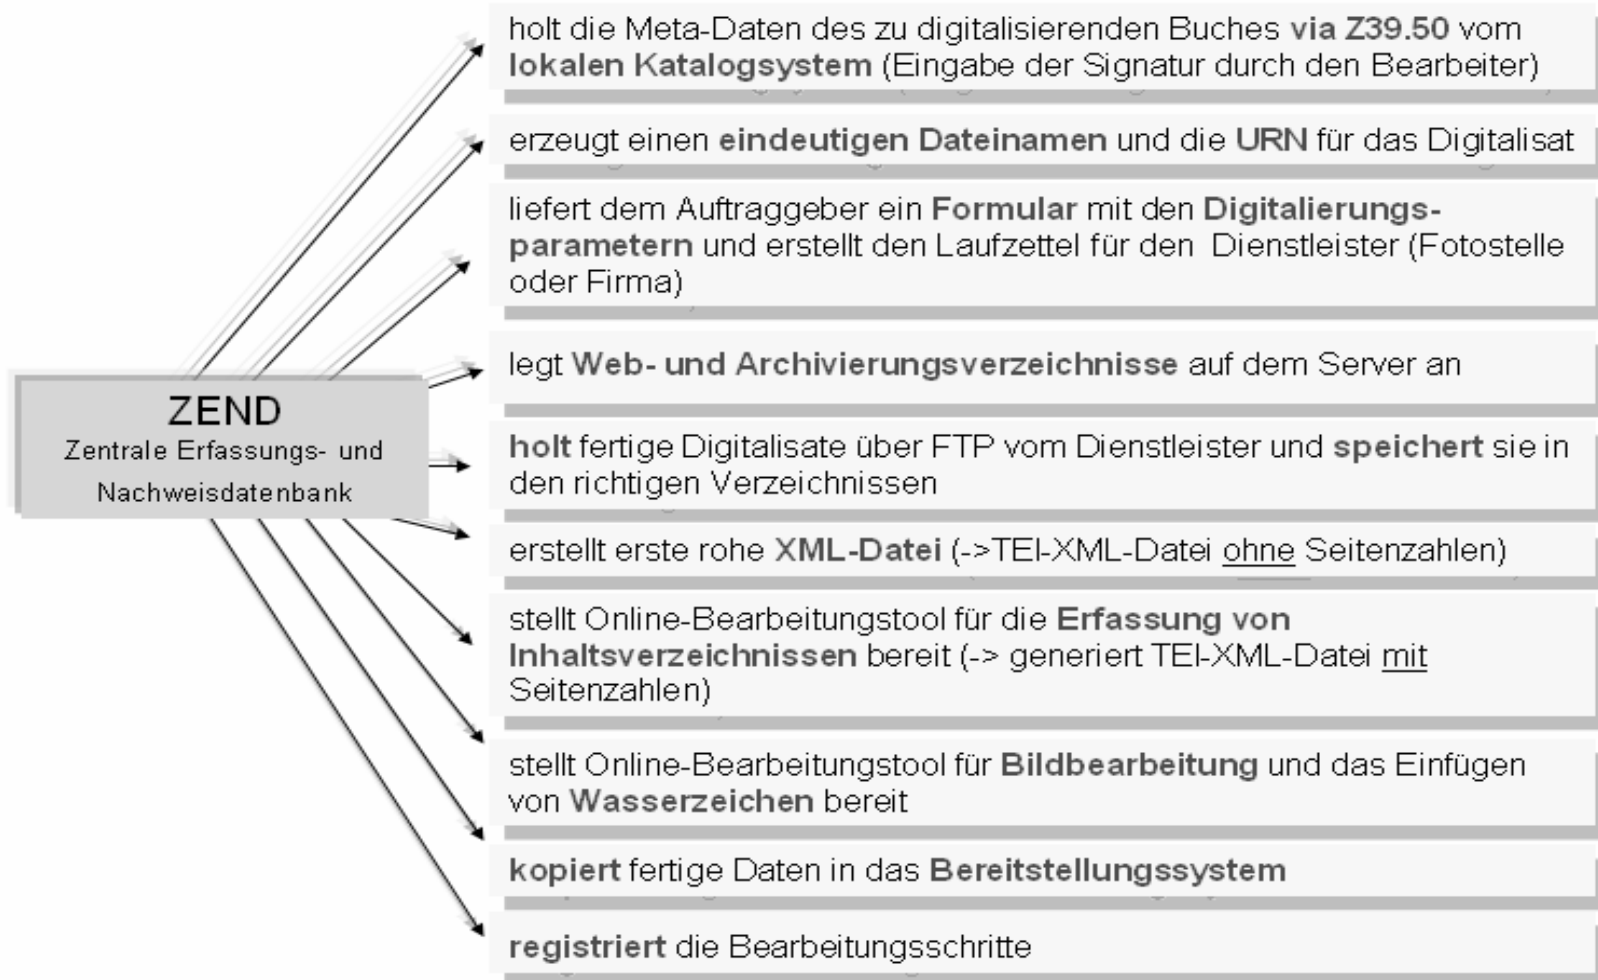 holt die Meta-Daten des zu digitalisierenden Buches via Z39.50 vom
lokalen Katalogsystem (Eingabe der Signatur durch den Bearbeiter)
erzeugt einen eindeutigen Dateinamen und die URN für das Digitalisat
liefert dem Auftraggeber ein Formular mit den Digitalierungs-
parametern und erstellt den Laufzettel für den Dienstleister (Fotostelle
oder Firma)
legt Web- und Archivierungsverzeichnisse auf dem Server an
ZEND
Zentrale Erfassungs- und
Nachweisdatenbank
holt fertige Digitalisate über FTP vom Dienstleister und speichert sie in
den richtigen Verzeichnissen
erstellt erste rohe XML-Datei (->TEI-XML-Datei ohne Seitenzahlen)
stellt Online-Bearbeitungstool für die Erfassung von
Inhaltsverzeichnissen bereit (-> generiert TEI-XML-Datei mit
Seitenzahlen)
stellt Online-Bearbeitungstool für Bildbearbeitung und das Einfügen
von Wasserzeichen bereit
kopiert fertige Daten in das Bereitstellungssystem
registriert die Bearbeitungsschritte